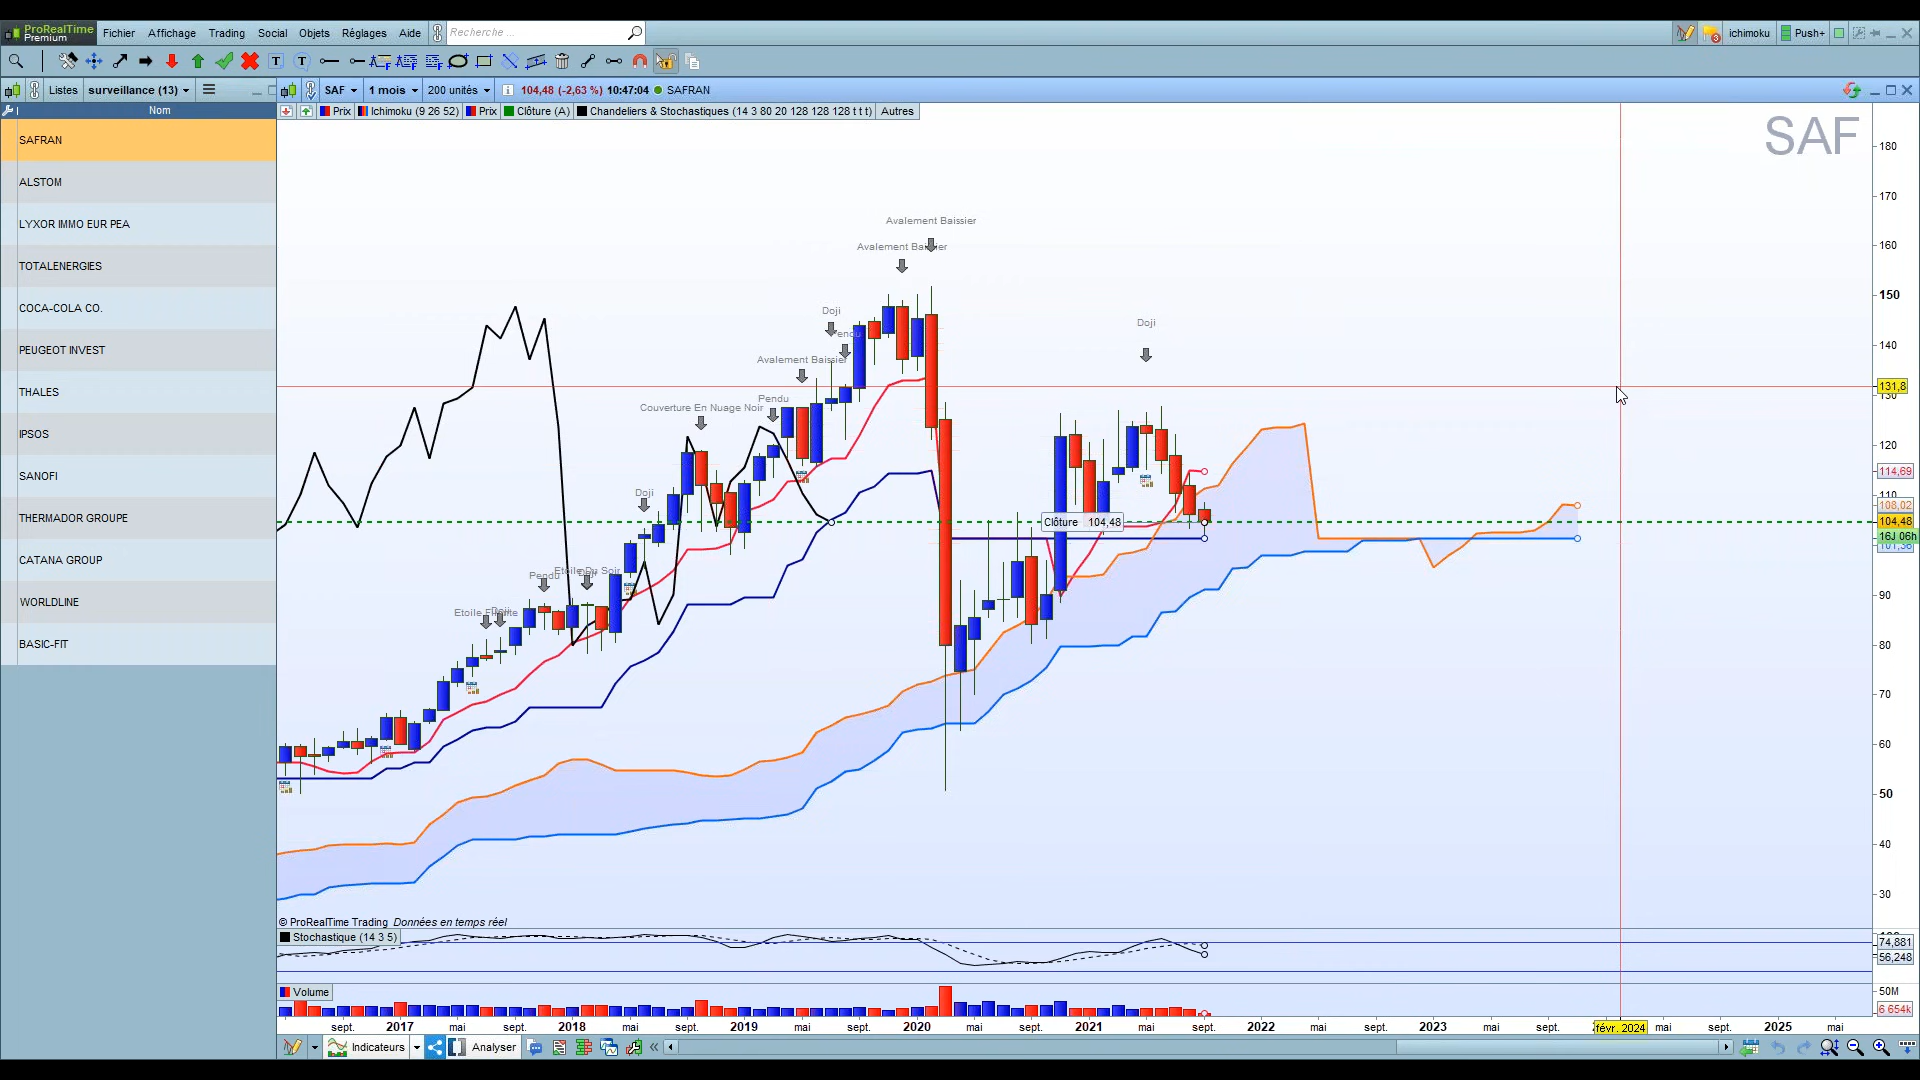 ProRealTime
Premium
Fichier Affichage Trading Social Objets Réglages Aide Recherche ... ichimoku Push+
Listes surveillance (13) SAF 1 mois 200 unités 104,48 (-2,63 %) 10:47:04 SAFRAN
Nom
Prix Ichimoku (9 26 52) Prix Clôture (A) Chandeliers & Stochastiques (14 3 80 20 128 128 128 t t t) Autres
SAFRAN
ALSTOM
LYXOR IMMO EUR PEA
TOTALENERGIES
COCA-COLA CO.
PEUGEOT INVEST
THALES
IPSOS
SANOFI
THERMADOR GROUPE
CATANA GROUP
WORLDLINE
BASIC-FIT
SAF
Avalement Baissier
Avalement Baissier
Doji
Pendu
Avalement Baissier
Pendu
Couverture En Nuage Noir
Doji
Doji
Pendu
Etoile Du Soir
Etoile Filante
Clôture 104,48
180
170
160
150
140
131,8
130
120
114,69
110
108,02
104,48
16J 06h
90
80
70
60
50
40
30
© ProRealTime Trading Données en temps réel
Stochastique (14 3 5)
74,881
56,248
Volume
50M
6 654k
sept. 2017 mai sept. 2018 mai sept. 2019 mai sept. 2020 mai sept. 2021 mai sept. 2022 mai sept. 2023 mai sept. févr. 2024 mai sept. 2025 mai
Indicateurs Analyser